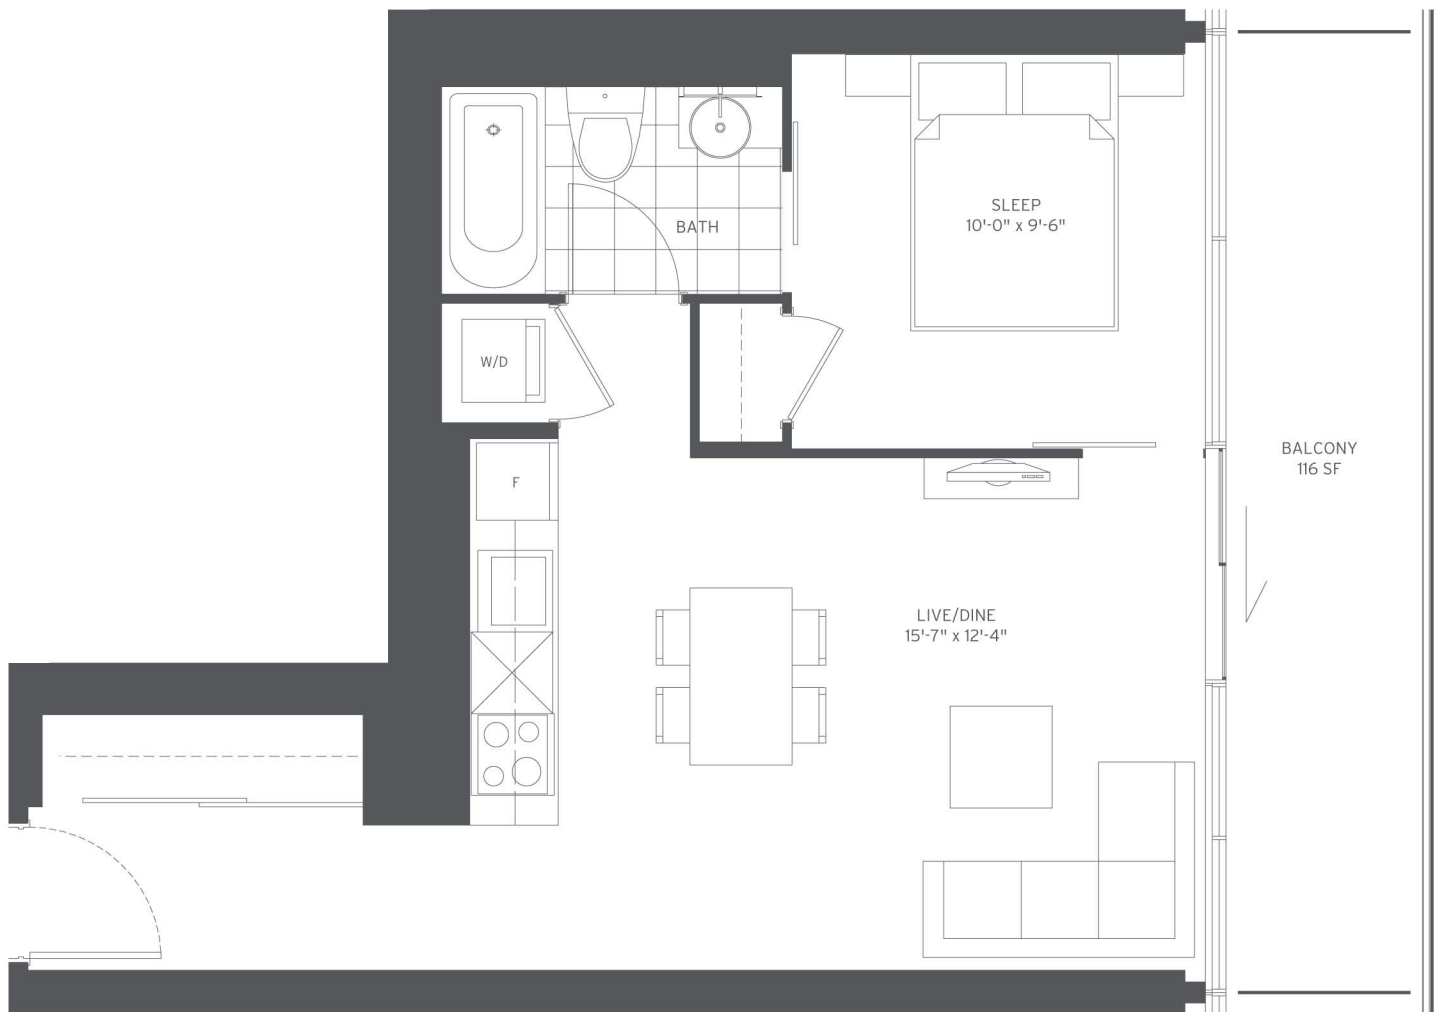 SLEEP
10'-0" x 9'-6"
BATH
W/D
BALCONY
116 SF
F
LIVE/DINE
15'-7" x 12'-4"